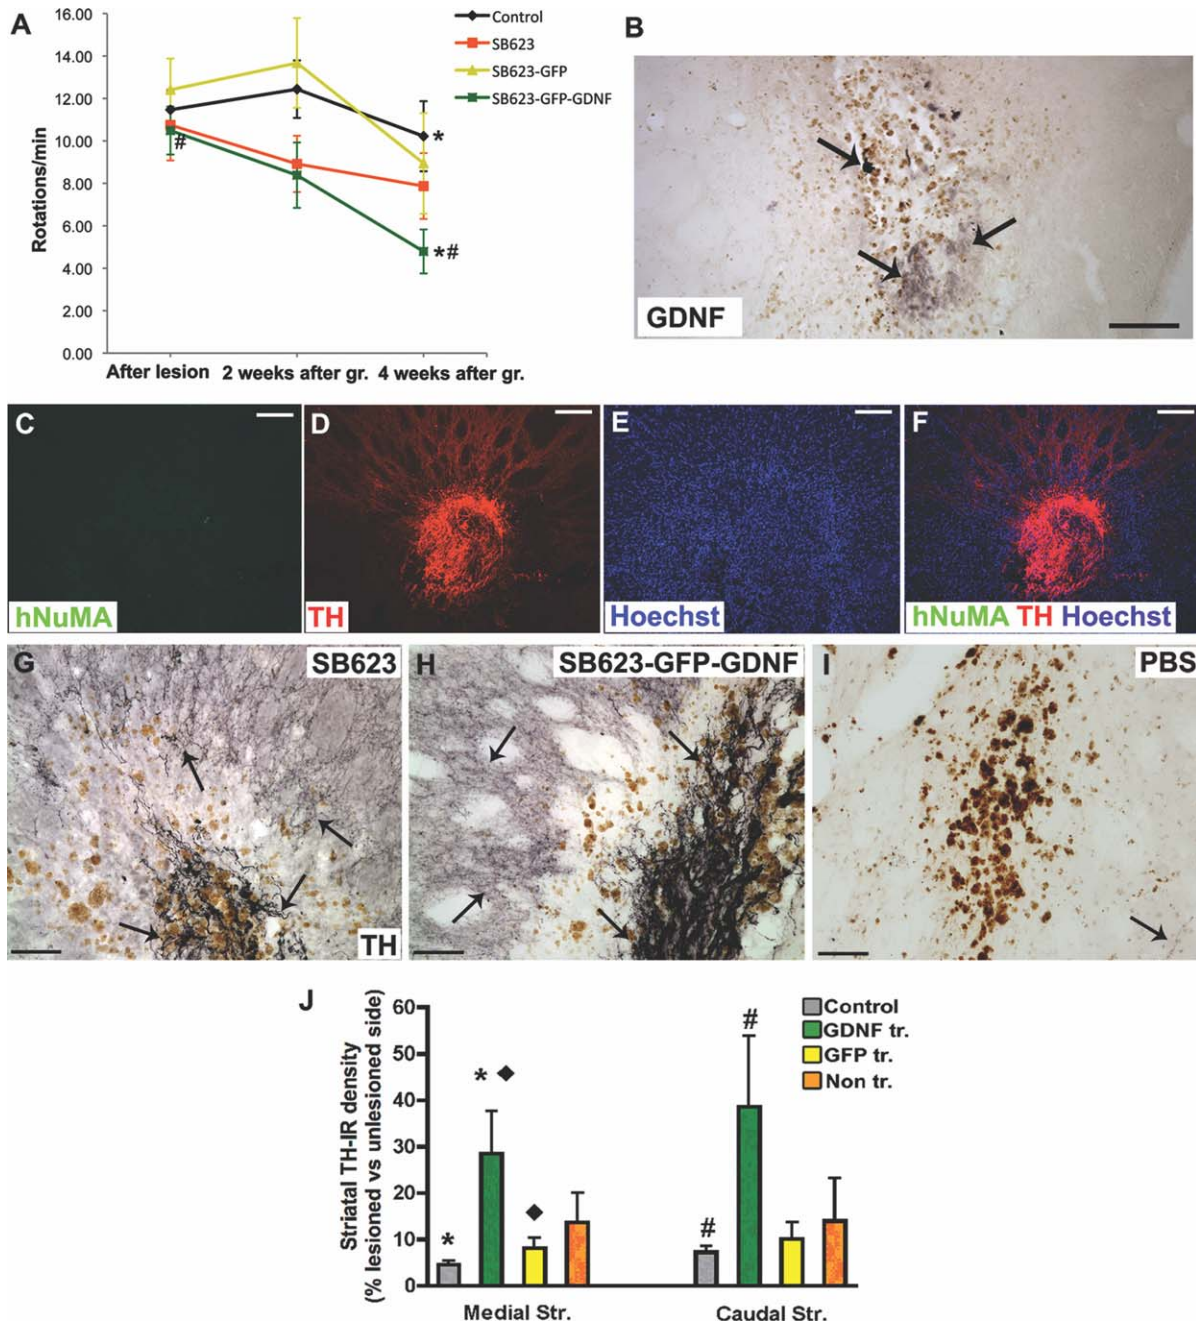 A
16.00
14.00
12.00
10.00
8.00
6.00
4.00
2.00
0.00
Rotations/min
After lesion 2 weeks after gr. 4 weeks after gr.
Control
SB623
SB623-GFP
SB623-GFP-GDNF
#
*
*#
B
GDNF
C
hNuMA
D
TH
E
Hoechst
F
hNuMA TH Hoechst
G
SB623
TH
H
SB623-GFP-GDNF
I
PBS
J
Striatal TH-IR density
(% lesioned vs unlesioned side)
60
50
40
30
20
10
0
*
* ◆
◆
#
#
Control
GDNF tr.
GFP tr.
Non tr.
Medial Str.
Caudal Str.